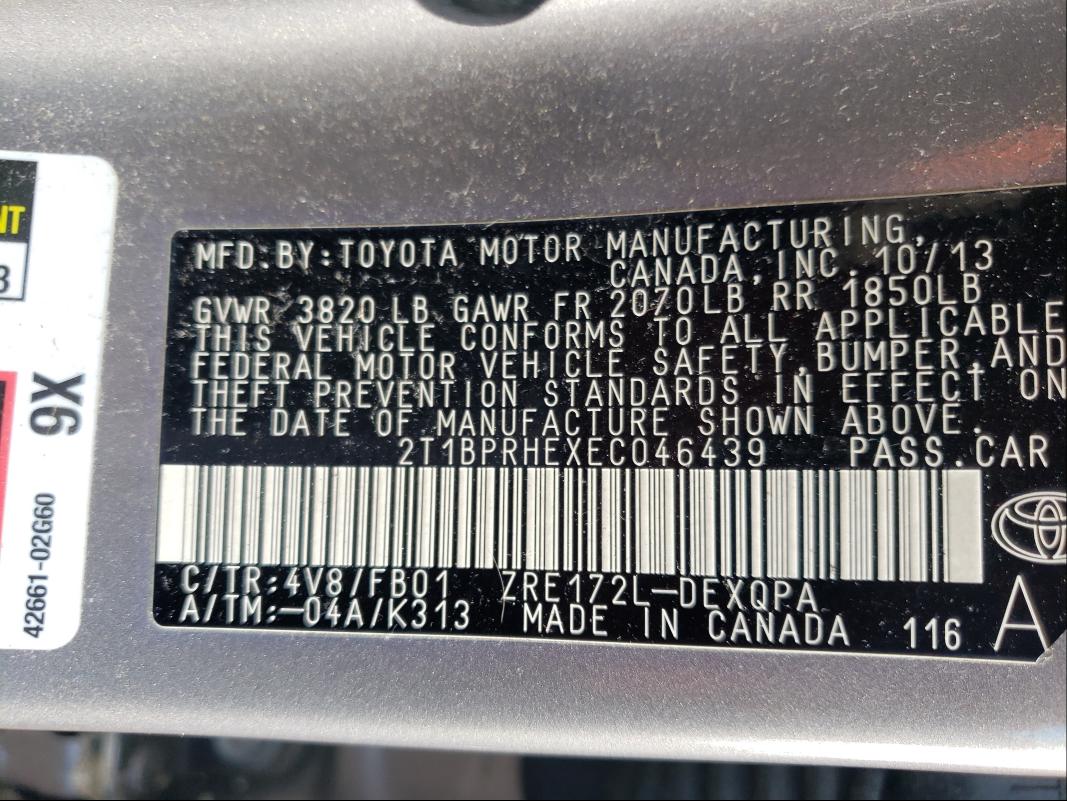 MFD.BY:TOYOTA MOTOR MANUFACTURING,
CANADA,INC. 10/13
GVWR 3820 LB GAWR FR 2070LB RR 1850LB
THIS VEHICLE CONFORMS TO ALL APPLICABLE
FEDERAL MOTOR VEHICLE SAFETY,BUMPER,AND
THEFT PREVENTION STANDARDS IN EFFECT ON
THE DATE OF MANUFACTURE SHOWN ABOVE.
2T1BPRHEXEC046439 PASS.CAR
C/TR:4V8/FB01 ZRE172L-DEXQPA
A/TM:-04A/K313 MADE IN CANADA 116 A
NT
3
9X
42661-02G60